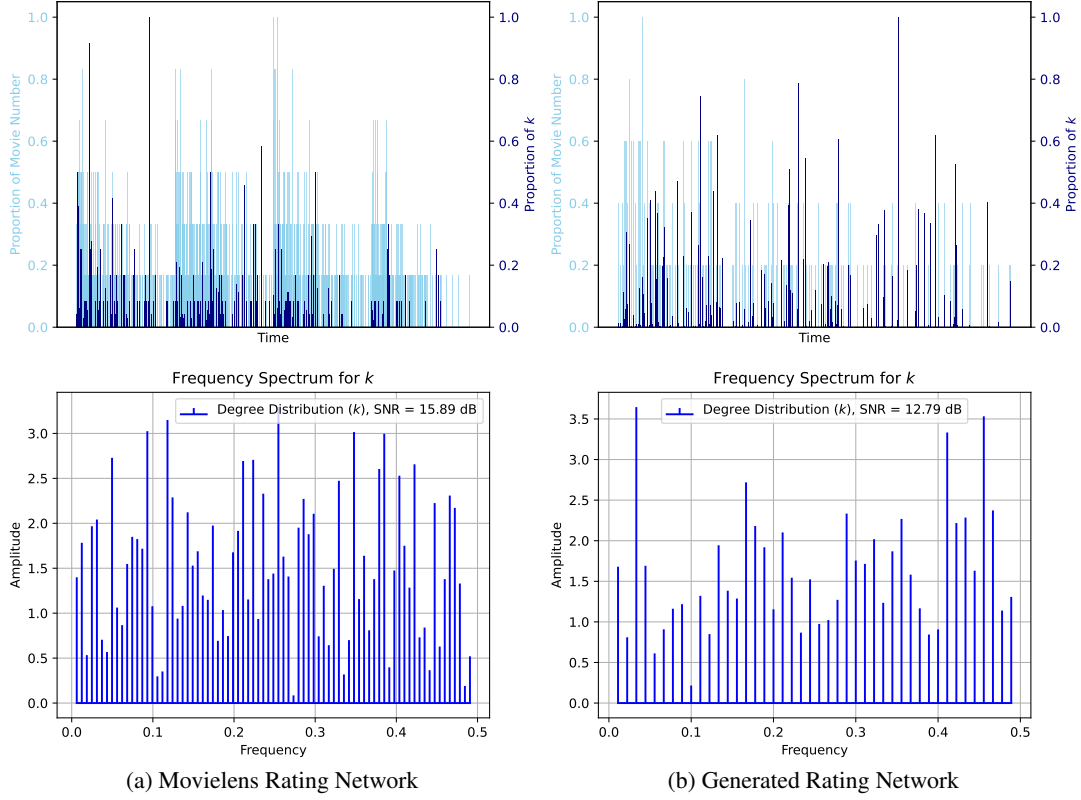 1.0
0.8
0.6
0.4
0.2
0.0
Proportion of Movie Number
Time
1.0
0.8
0.6
0.4
0.2
0.0
Proportion of k
1.0
0.8
0.6
0.4
0.2
0.0
Proportion of Movie Number
Time
1.0
0.8
0.6
0.4
0.2
0.0
Proportion of k
Frequency Spectrum for k
Degree Distribution (k), SNR = 15.89 dB
3.0
2.5
2.0
1.5
1.0
0.5
0.0
Amplitude
0.0 0.1 0.2 0.3 0.4 0.5
Frequency
(a) Movielens Rating Network
Frequency Spectrum for k
Degree Distribution (k), SNR = 12.79 dB
3.5
3.0
2.5
2.0
1.5
1.0
0.5
0.0
Amplitude
0.0 0.1 0.2 0.3 0.4 0.5
Frequency
(b) Generated Rating Network